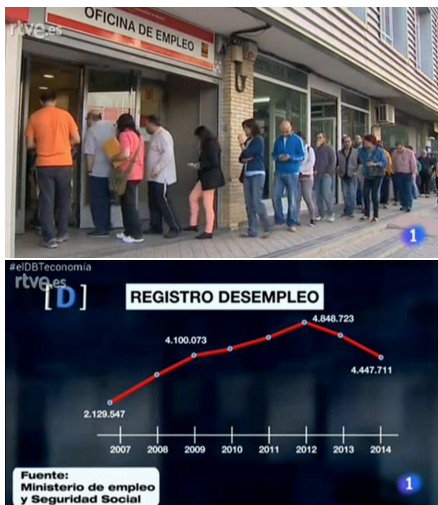 OFICINA DE EMPLEO
rtve.es
1
#elDBTeconomía
rtve.es
[D]
REGISTRO DESEMPLEO
4.848.723
4.100.073
4.447.711
2.129.547
2007 2008 2009 2010 2011 2012 2013 2014
Fuente:
Ministerio de empleo
y Seguridad Social
1